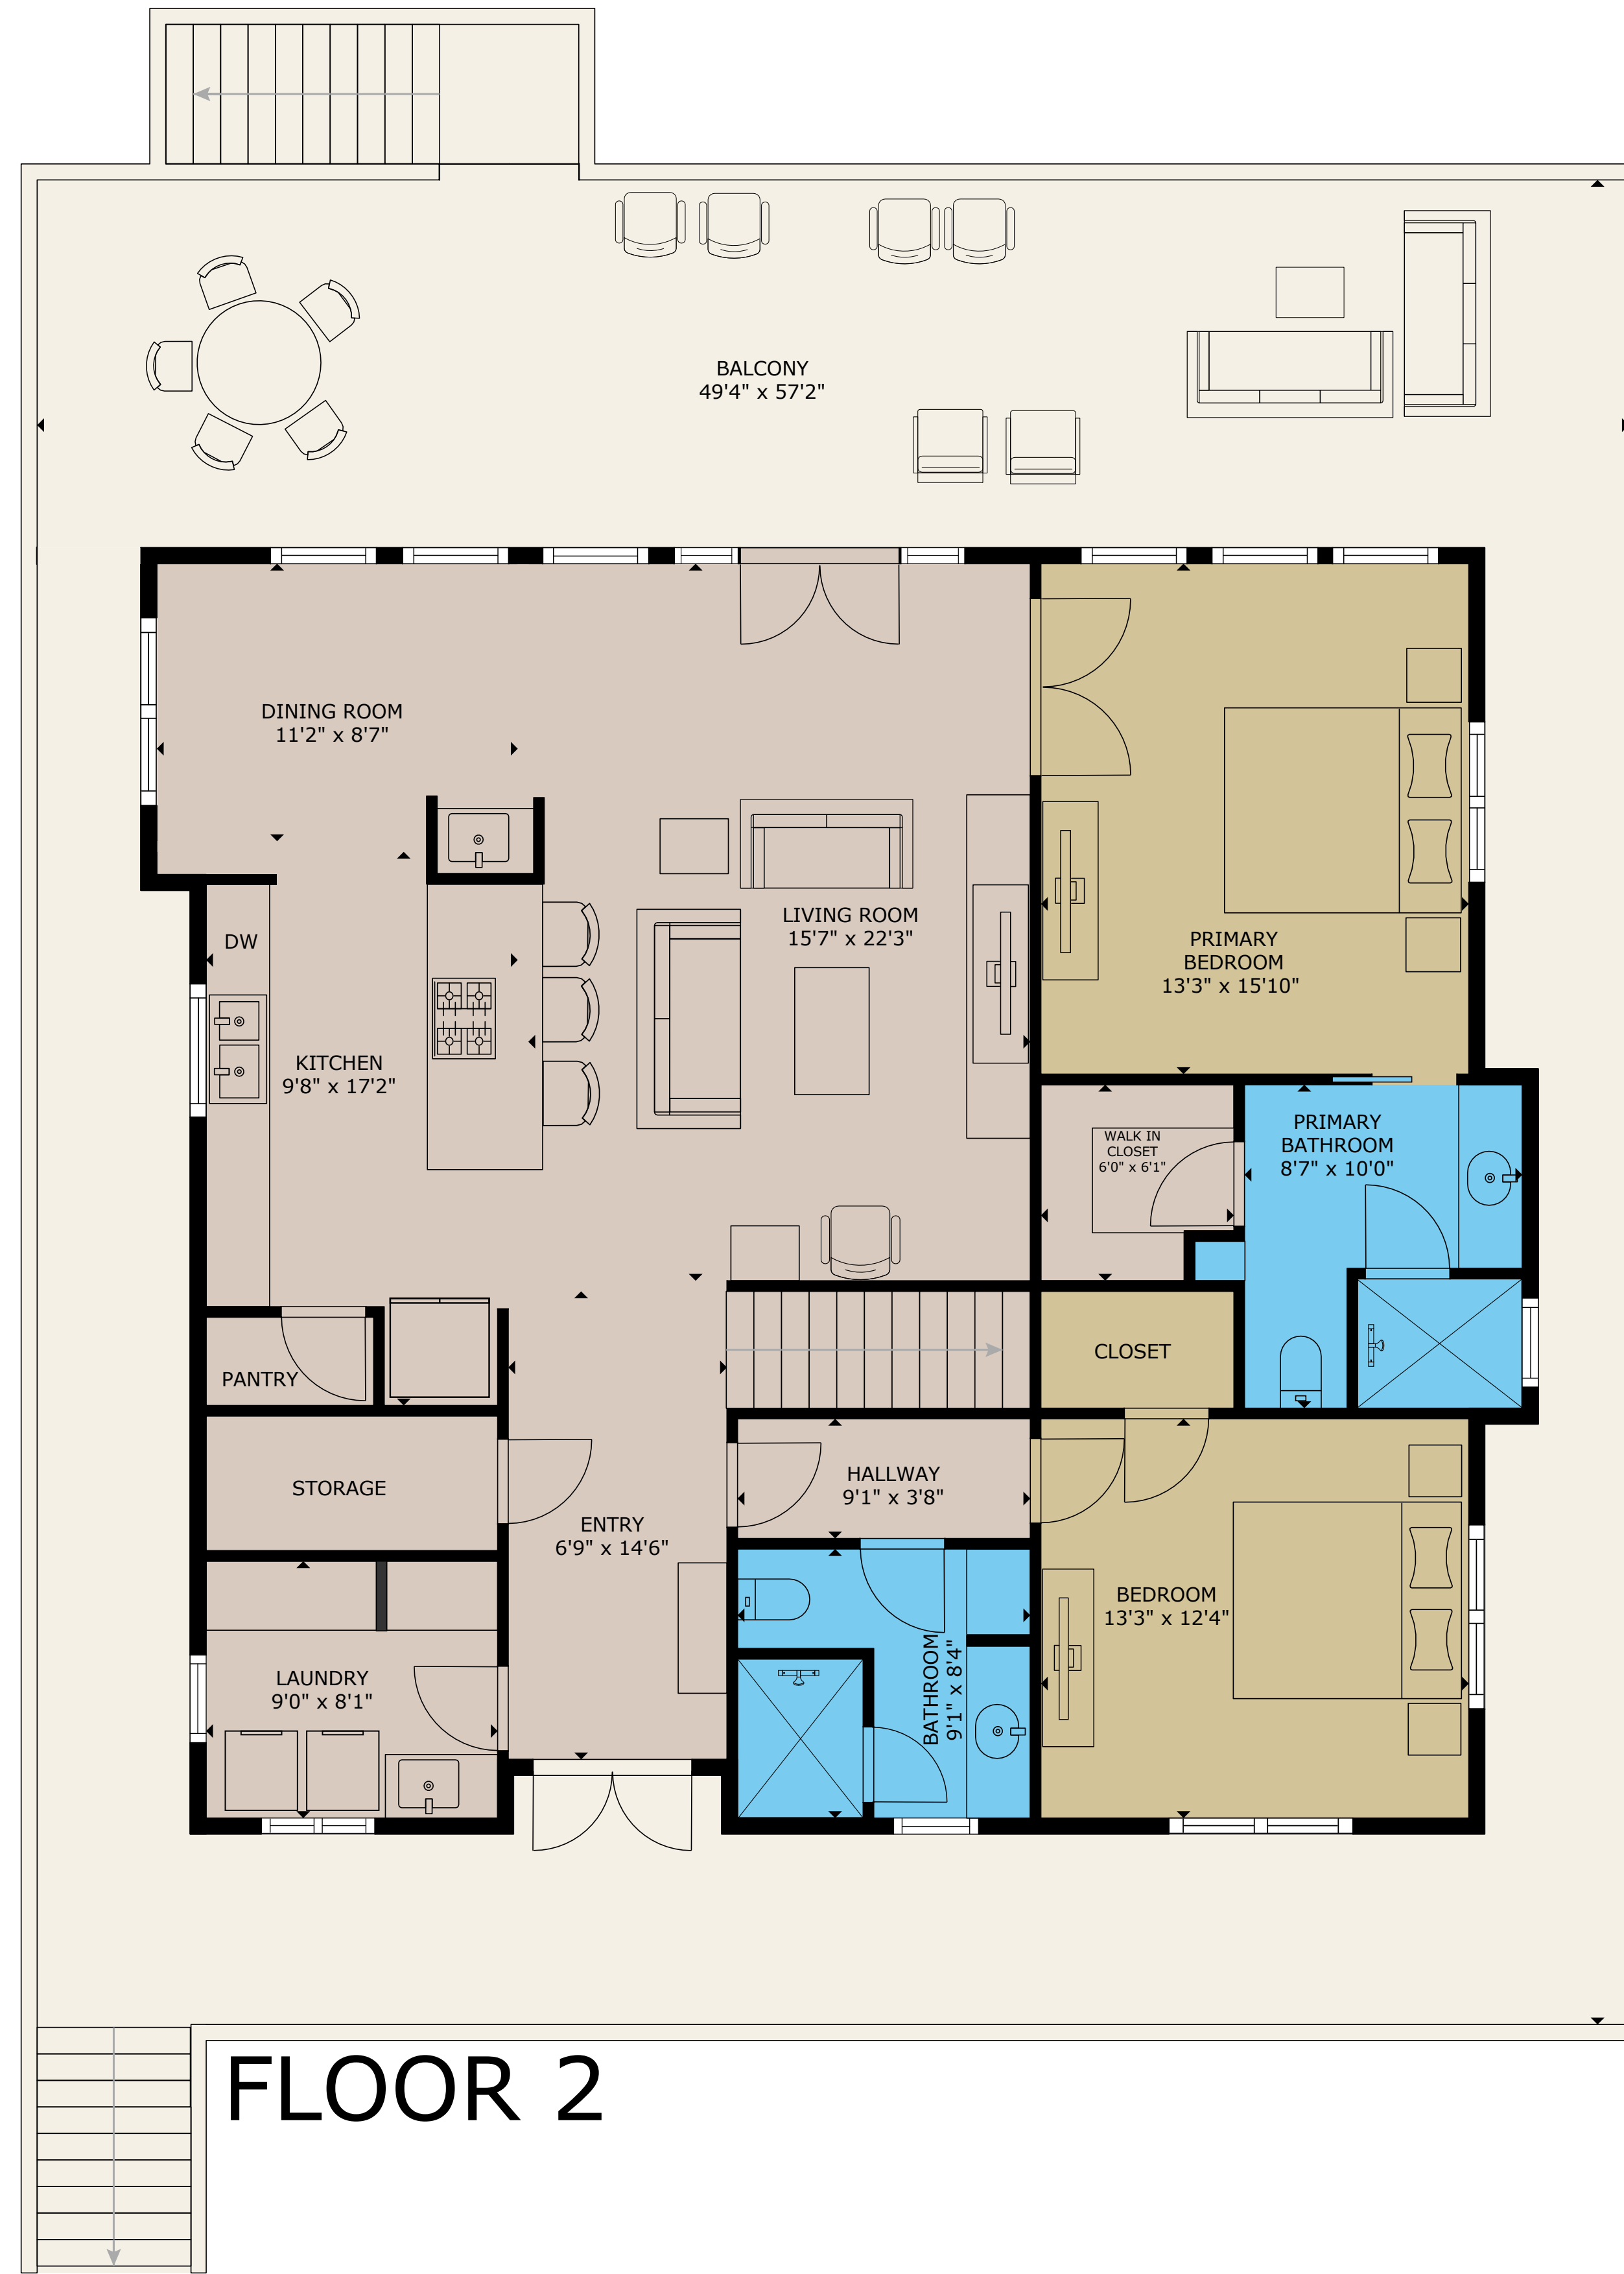 BALCONY
49'4" x 57'2"
DINING ROOM
11'2" x 8'7"
LIVING ROOM
15'7" x 22'3"
PRIMARY
BEDROOM
13'3" x 15'10"
DW
KITCHEN
9'8" x 17'2"
WALK IN
CLOSET
6'0" x 6'1"
PRIMARY
BATHROOM
8'7" x 10'0"
PANTRY
CLOSET
STORAGE
HALLWAY
9'1" x 3'8"
ENTRY
6'9" x 14'6"
LAUNDRY
9'0" x 8'1"
BATHROOM
9'1" x 8'4"
BEDROOM
13'3" x 12'4"
FLOOR 2